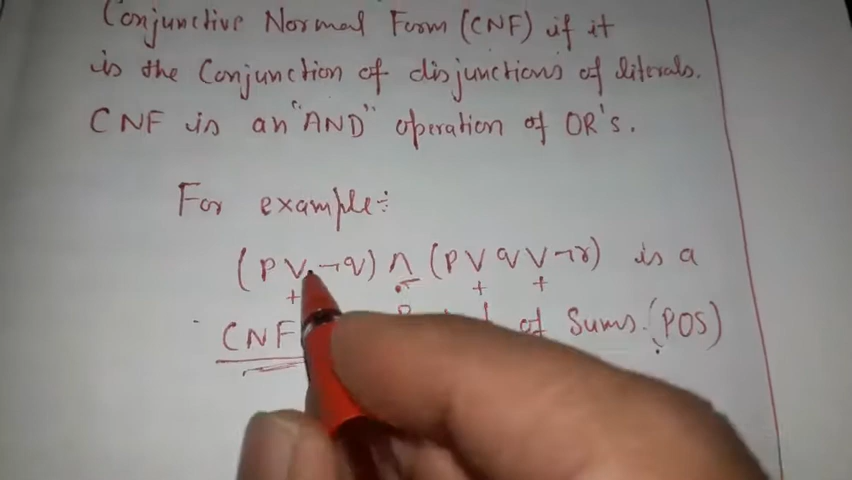 Conjunctive Normal Form (CNF) if it
is the Conjunction of disjunctions of literals.
CNF is an "AND" operation of OR's.
For example:-
(p ∨ ¬q) ∧ (p ∨ q ∨ ¬r) is a
+ . + +
CNF of Sums. (POS)